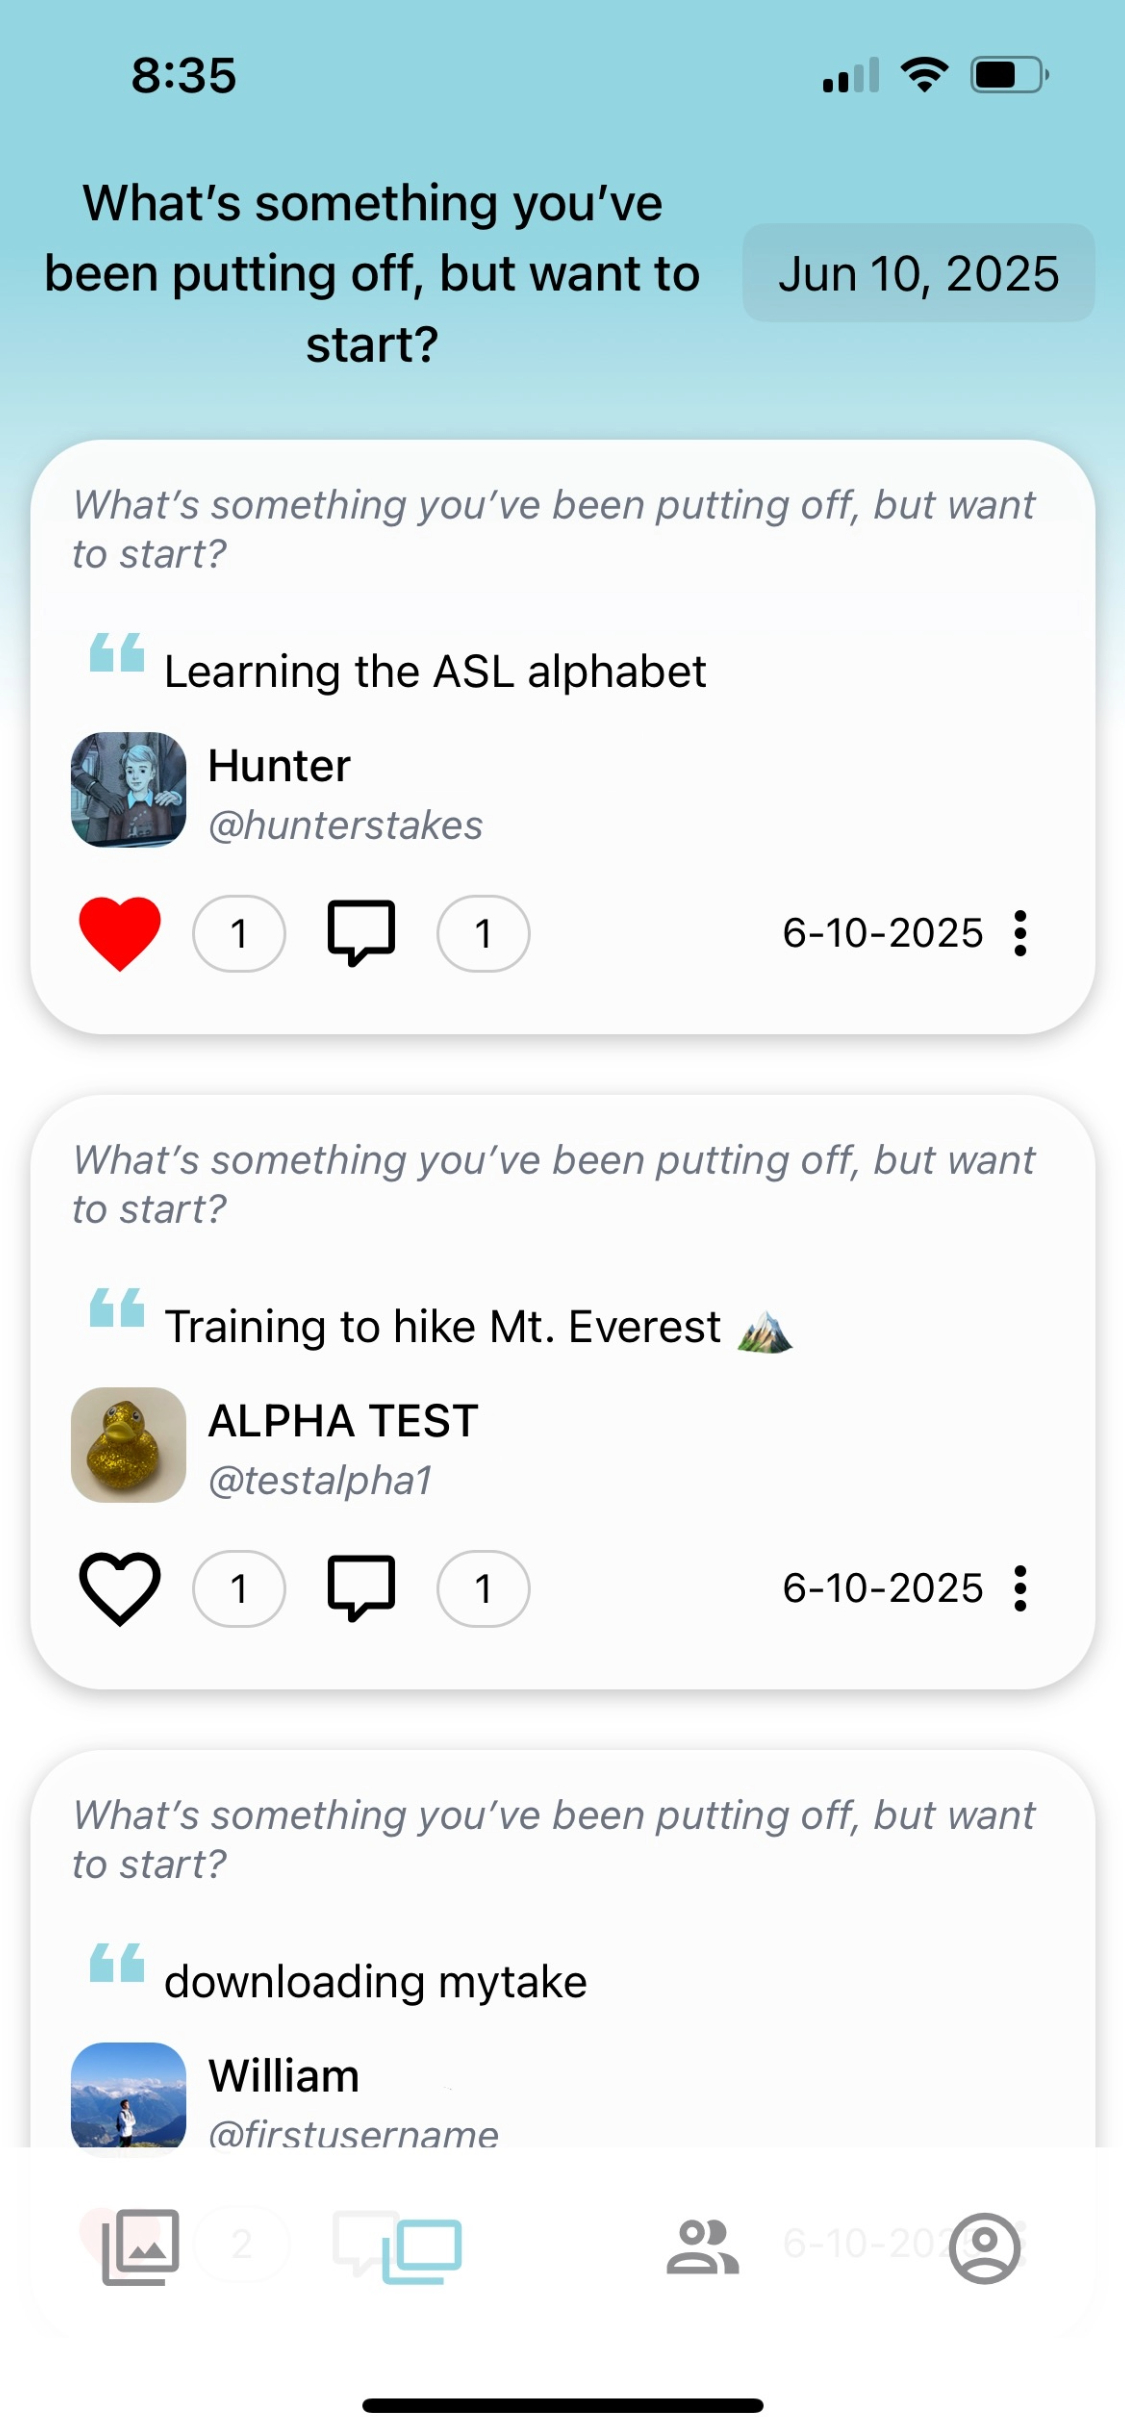 8:35
What's something you've
been putting off, but want to
start?
Jun 10, 2025
What's something you've been putting off, but want
to start?
Learning the ASL alphabet
Hunter
@hunterstakes
1
1
6-10-2025
What's something you've been putting off, but want
to start?
Training to hike Mt. Everest ⛰️
ALPHA TEST
@testalpha1
1
1
6-10-2025
What's something you've been putting off, but want
to start?
downloading mytake
William
@firstusername
2
6-10-202